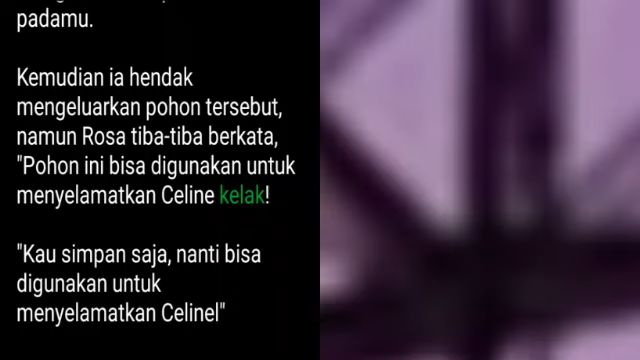 padamu.
Kemudian ia hendak
mengeluarkan pohon tersebut,
namun Rosa tiba-tiba berkata,
"Pohon ini bisa digunakan untuk
menyelamatkan Celine kelak!
"Kau simpan saja, nanti bisa
digunakan untuk
menyelamatkan Celinel"